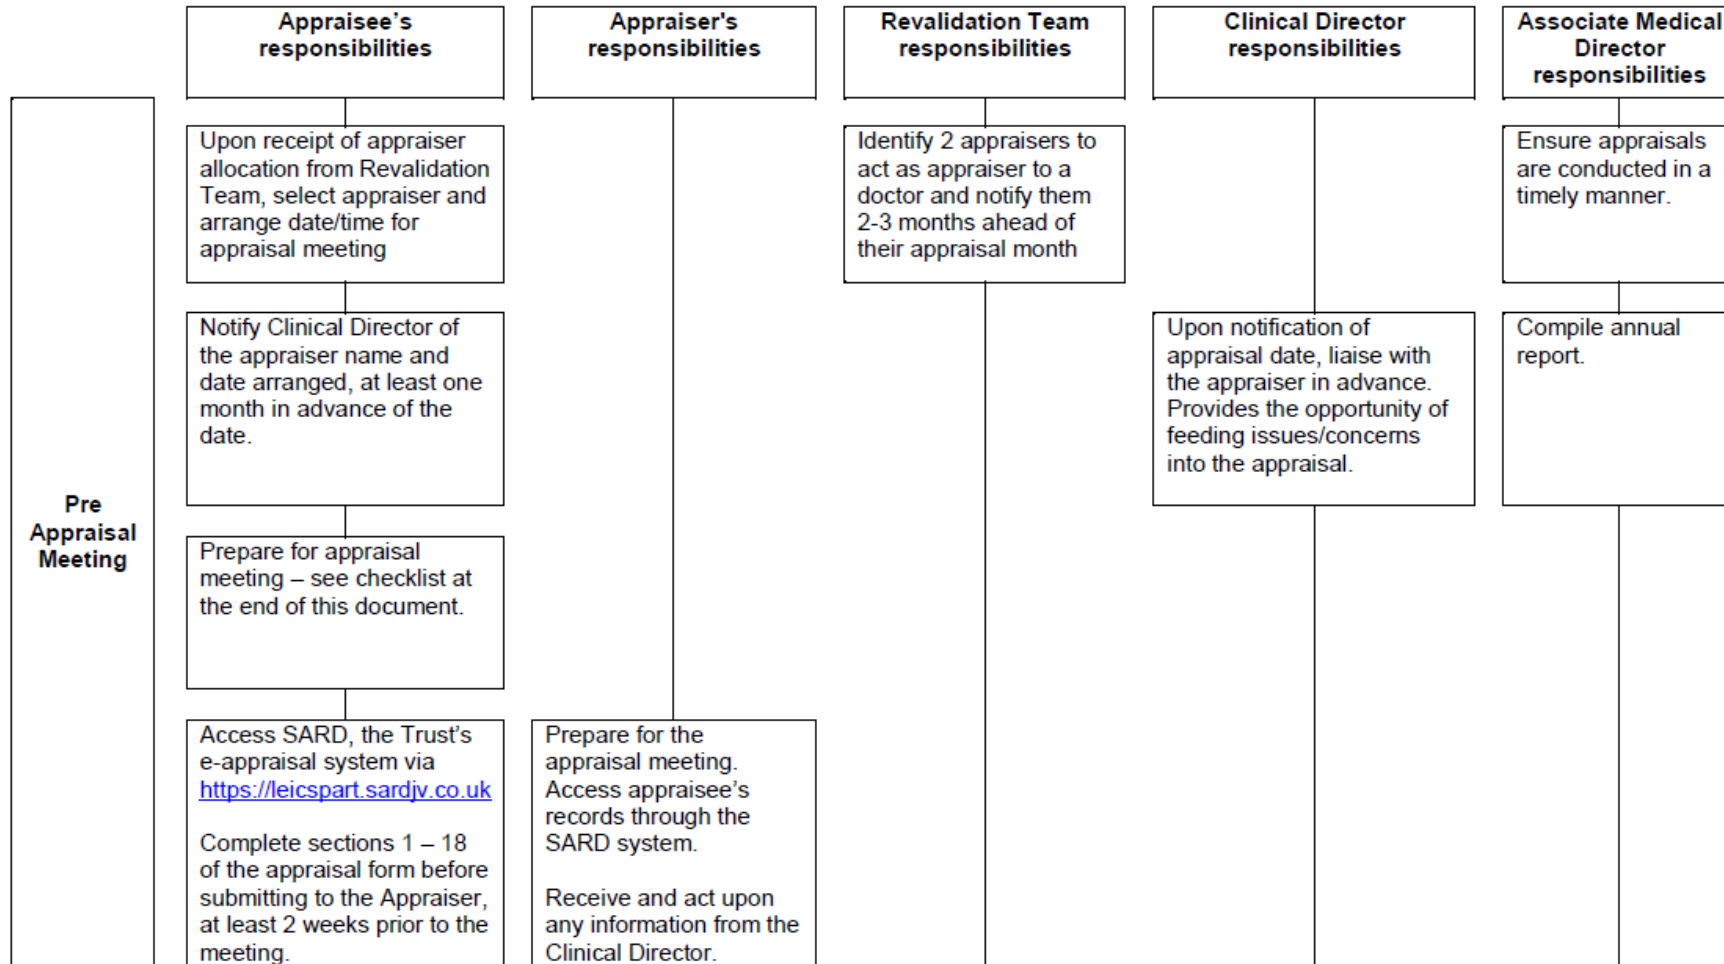 Appraisee’s
responsibilities
Appraiser's
responsibilities
Revalidation Team
responsibilities
Clinical Director
responsibilities
Associate Medical
Director
responsibilities
Pre
Appraisal
Meeting
Upon receipt of appraiser
allocation from Revalidation
Team, select appraiser and
arrange date/time for
appraisal meeting
Notify Clinical Director of
the appraiser name and
date arranged, at least one
month in advance of the
date.
Prepare for appraisal
meeting – see checklist at
the end of this document.
Access SARD, the Trust’s
e-appraisal system via
https://leicspart.sardjv.co.uk
Complete sections 1 – 18
of the appraisal form before
submitting to the Appraiser,
at least 2 weeks prior to the
meeting.
Prepare for the
appraisal meeting.
Access appraisee’s
records through the
SARD system.
Receive and act upon
any information from the
Clinical Director.
Identify 2 appraisers to
act as appraiser to a
doctor and notify them
2-3 months ahead of
their appraisal month
Upon notification of
appraisal date, liaise with
the appraiser in advance.
Provides the opportunity of
feeding issues/concerns
into the appraisal.
Ensure appraisals
are conducted in a
timely manner.
Compile annual
report.